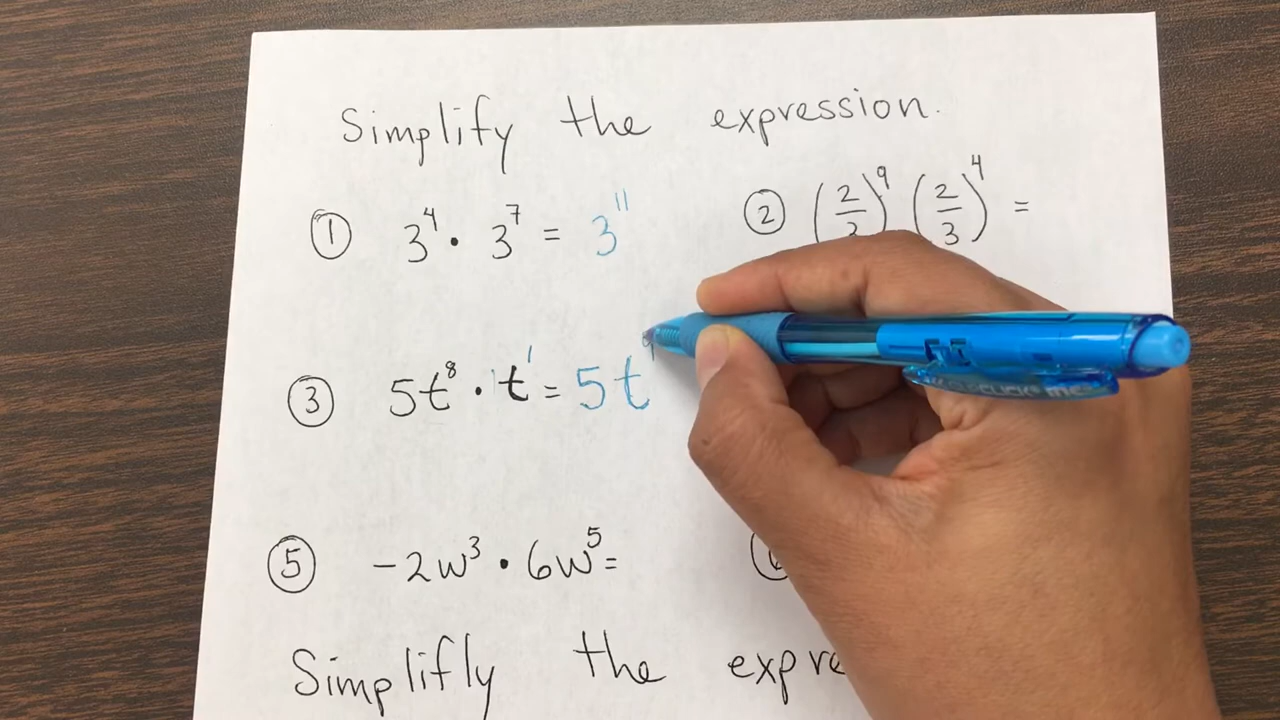 Simplify the expression.
① 3⁴ · 3⁷ = 3¹¹
② (2/3)⁹ (2/3)⁴ =
③ 5t⁸ · t¹ = 5t⁹
⑤ -2w³ · 6w⁵ =
Simplifly the